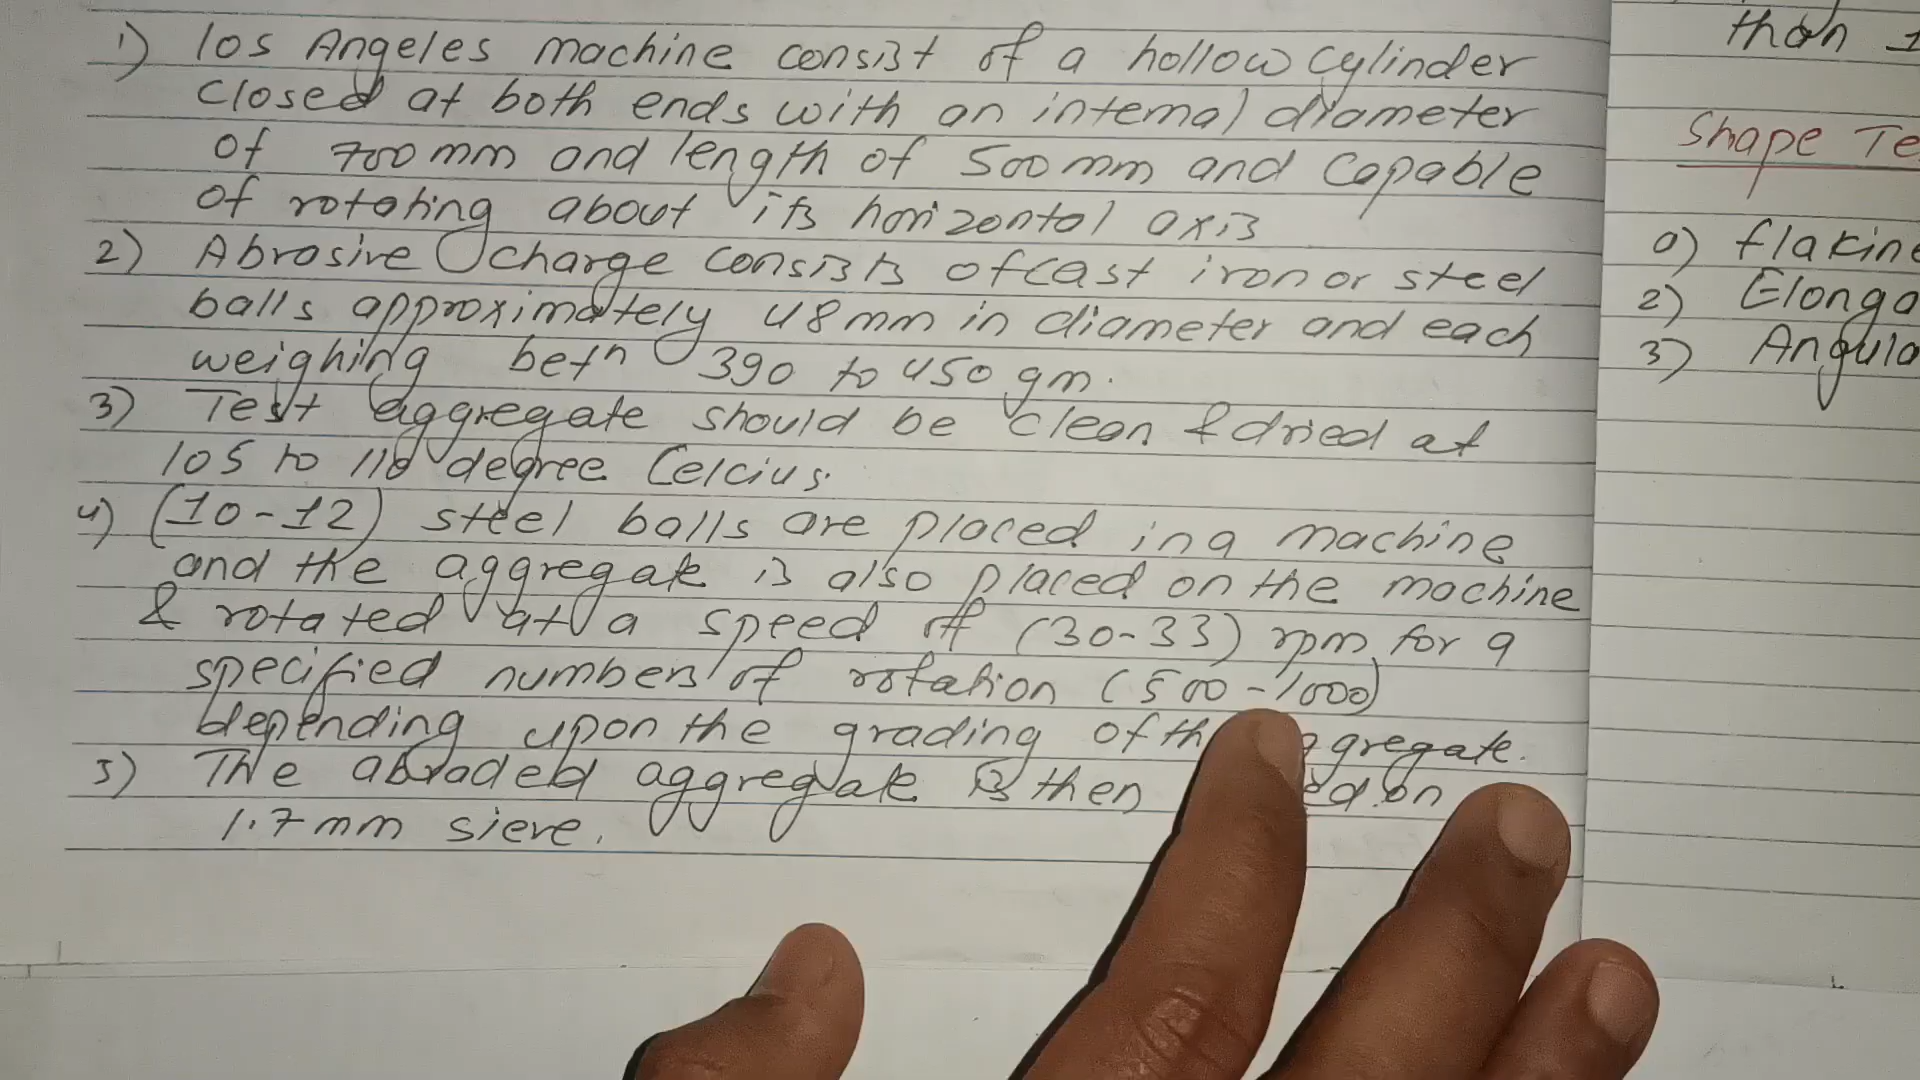 1) los Angeles machine consist of a hollow cylinder
closed at both ends with an internal diameter
of 700 mm and length of 500 mm and capable
of rotating about its horizontal axis
2) Abrasive charge consists of cast iron or steel
balls approximately 48 mm in diameter and each
weighing betn 390 to 450 gm.
3) Test aggregate should be clean & dried at
105 to 110 degree Celcius.
4) (10-12) steel balls are placed in a machine
and the aggregate is also placed on the machine
& rotated at a speed of (30-33) rpm for a
specified numbers of rotation (500-1000)
depending upon the grading of th ggregate.
5) The abraded aggregate is then ed on
1.7 mm sieve.
than 1
Shape Te
a) flakine
2) Elonga
3) Angula